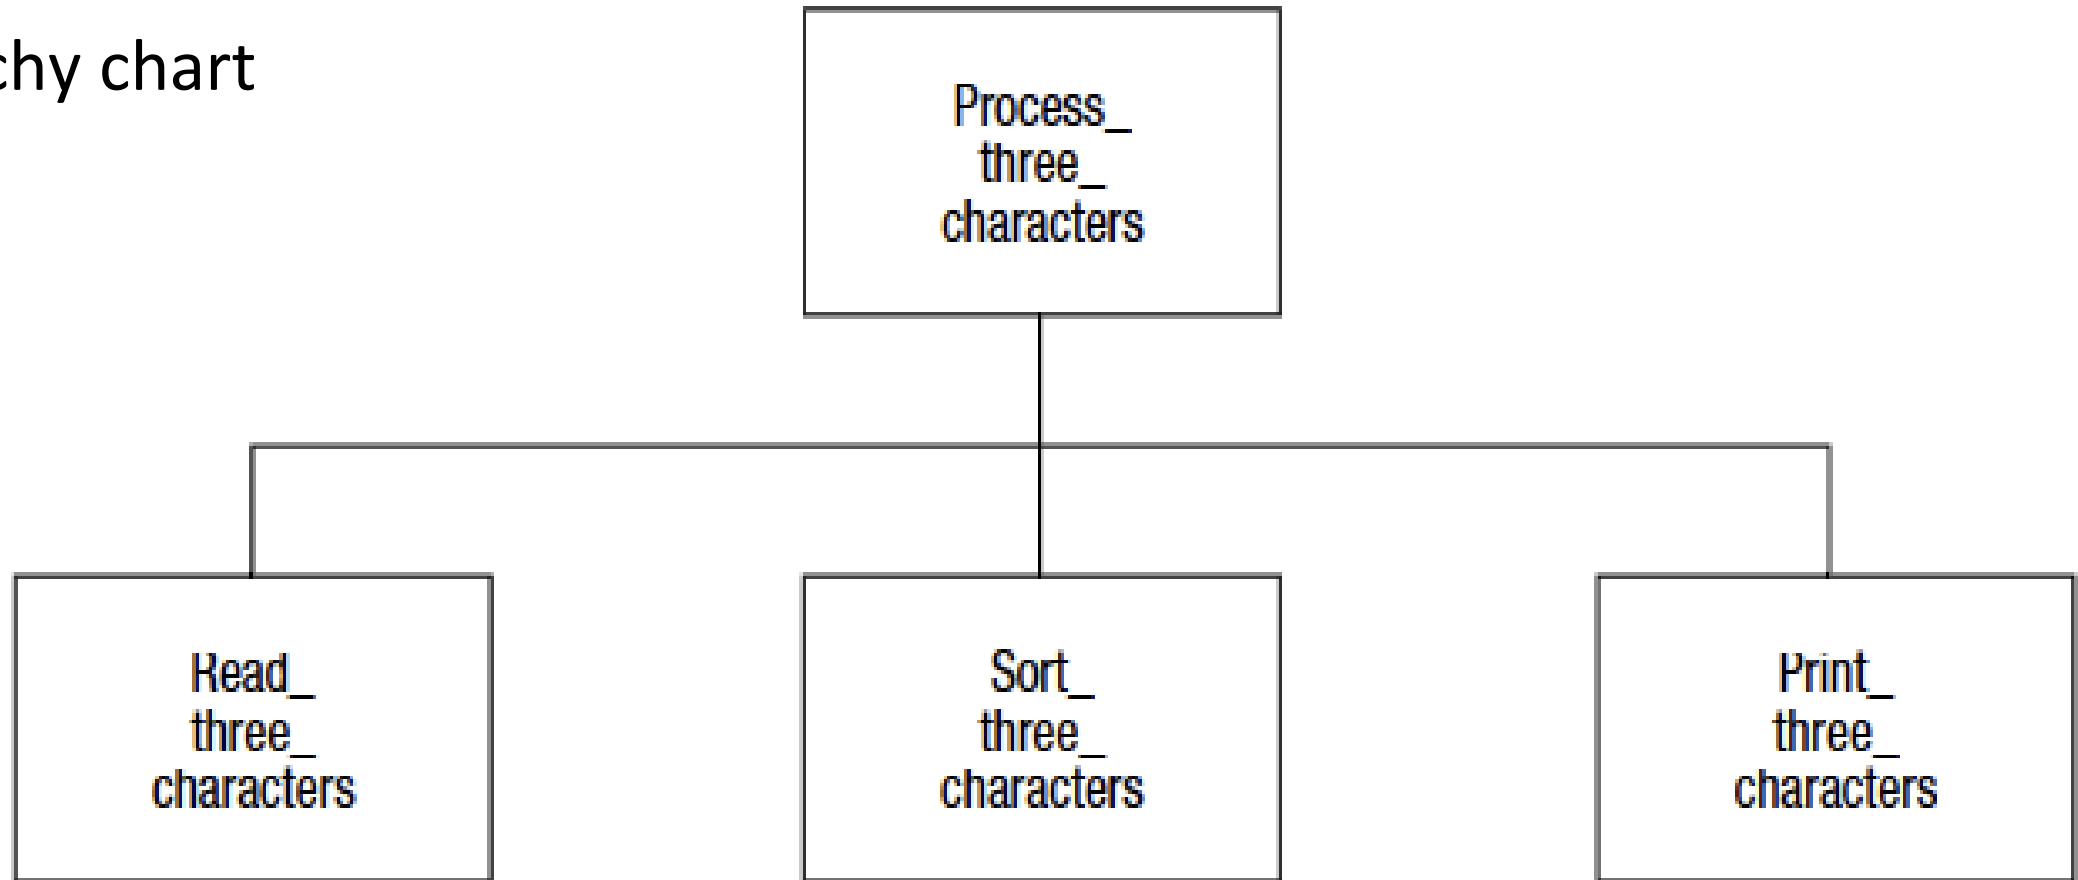 chy chart
Process_
three_
characters
Read_
three_
characters
Sort_
three_
characters
Print_
three_
characters